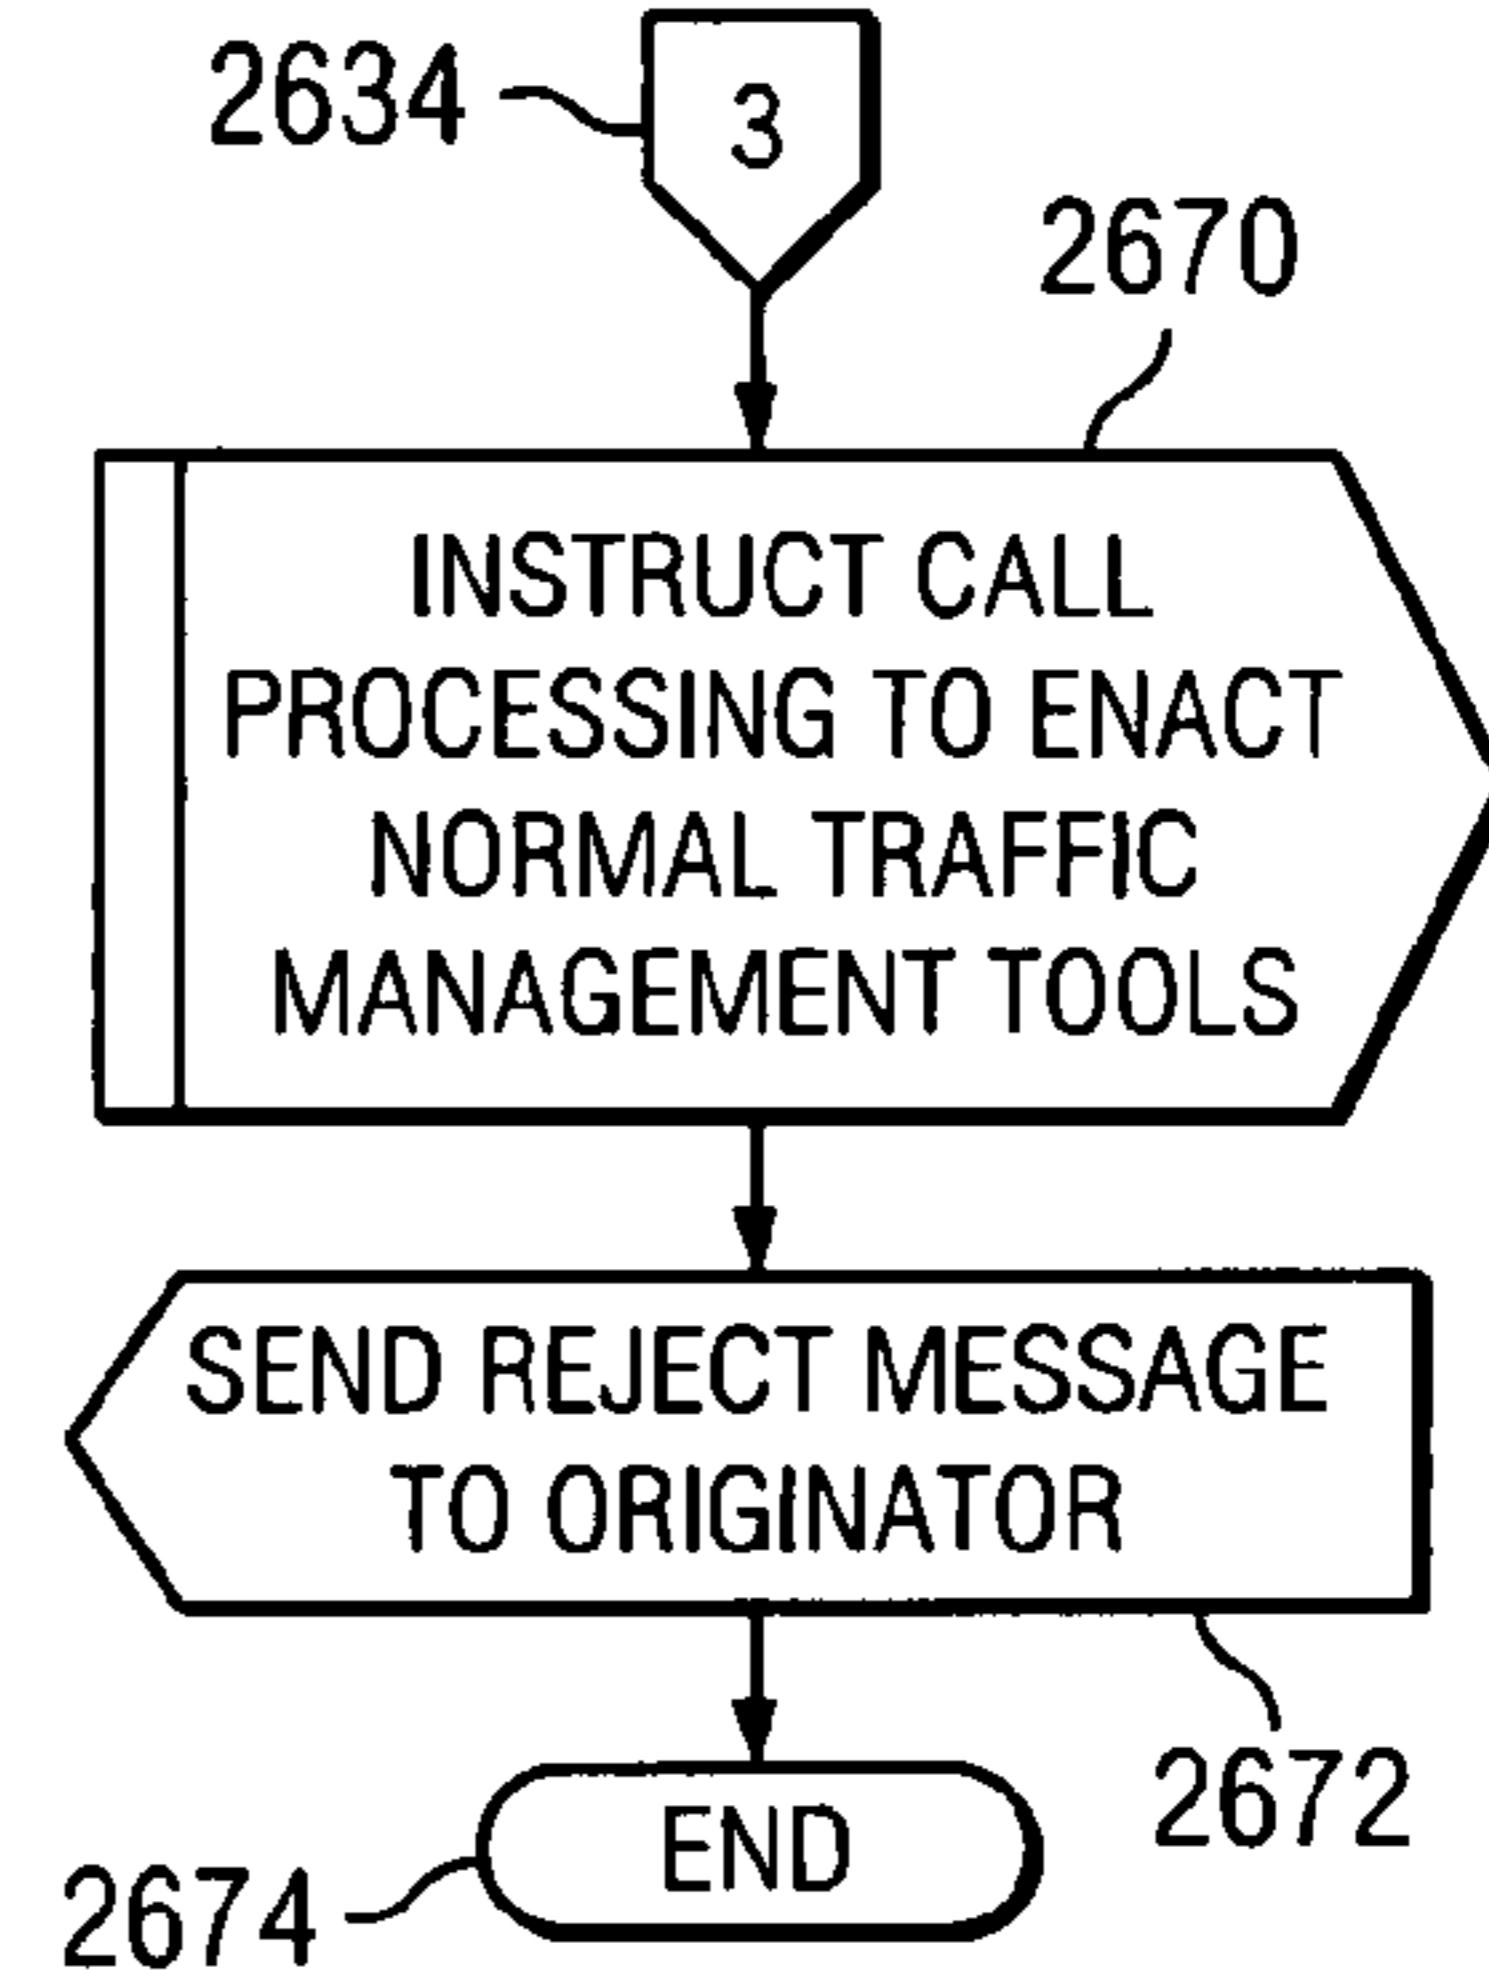 2634
3
2670
INSTRUCT CALL
PROCESSING TO ENACT
NORMAL TRAFFIC
MANAGEMENT TOOLS
SEND REJECT MESSAGE
TO ORIGINATOR
2672
END
2674